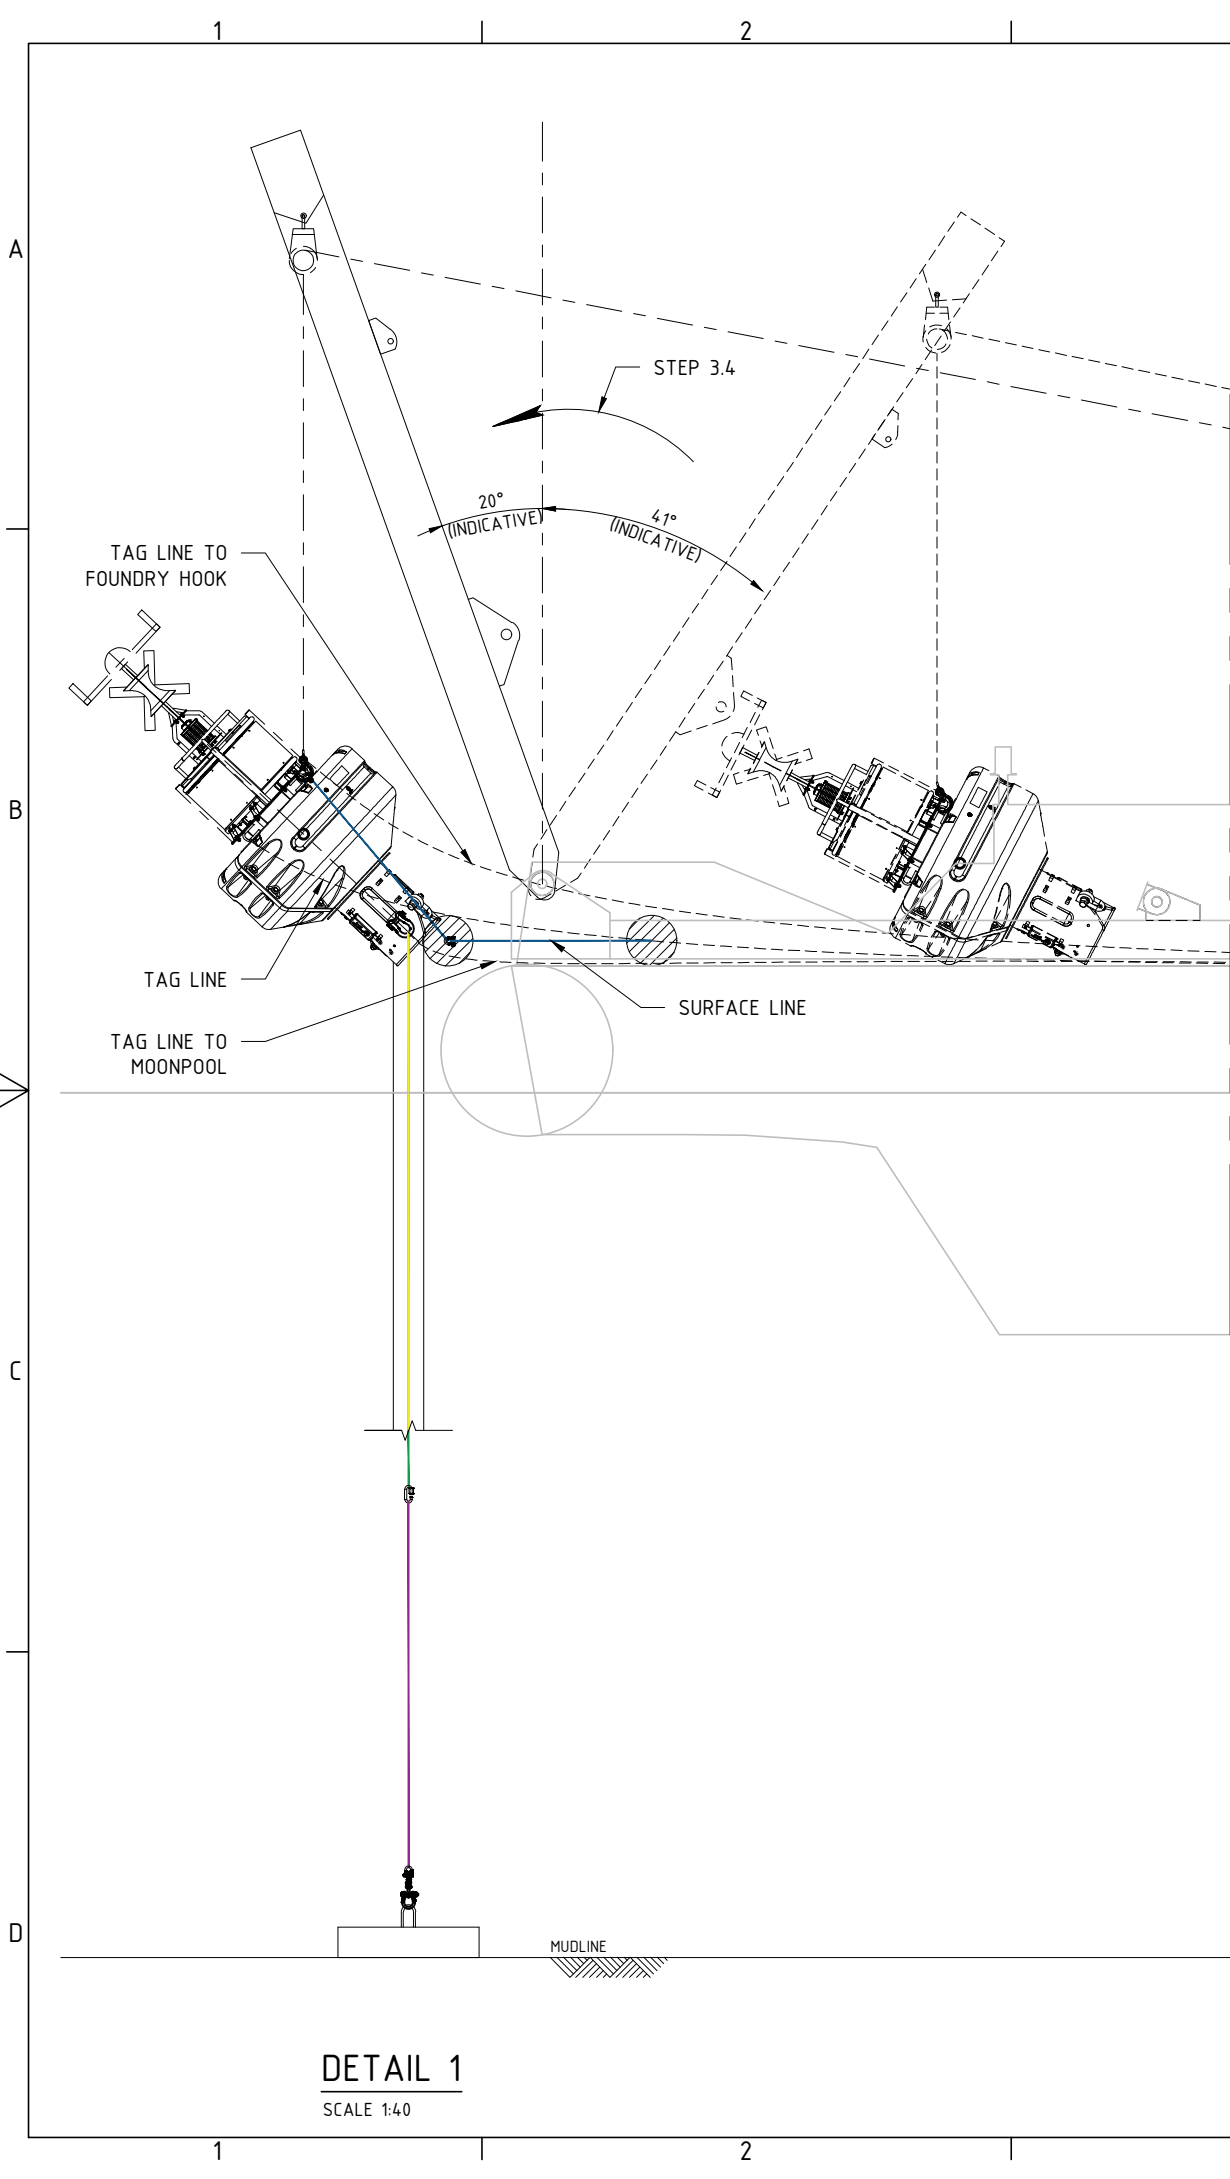 1
2
A
STEP 3.4
20°
(INDICATIVE)
41°
(INDICATIVE)
TAG LINE TO
FOUNDRY HOOK
B
TAG LINE
SURFACE LINE
TAG LINE TO
MOONPOOL
C
D
MUDLINE
DETAIL 1
SCALE 1:40
1
2